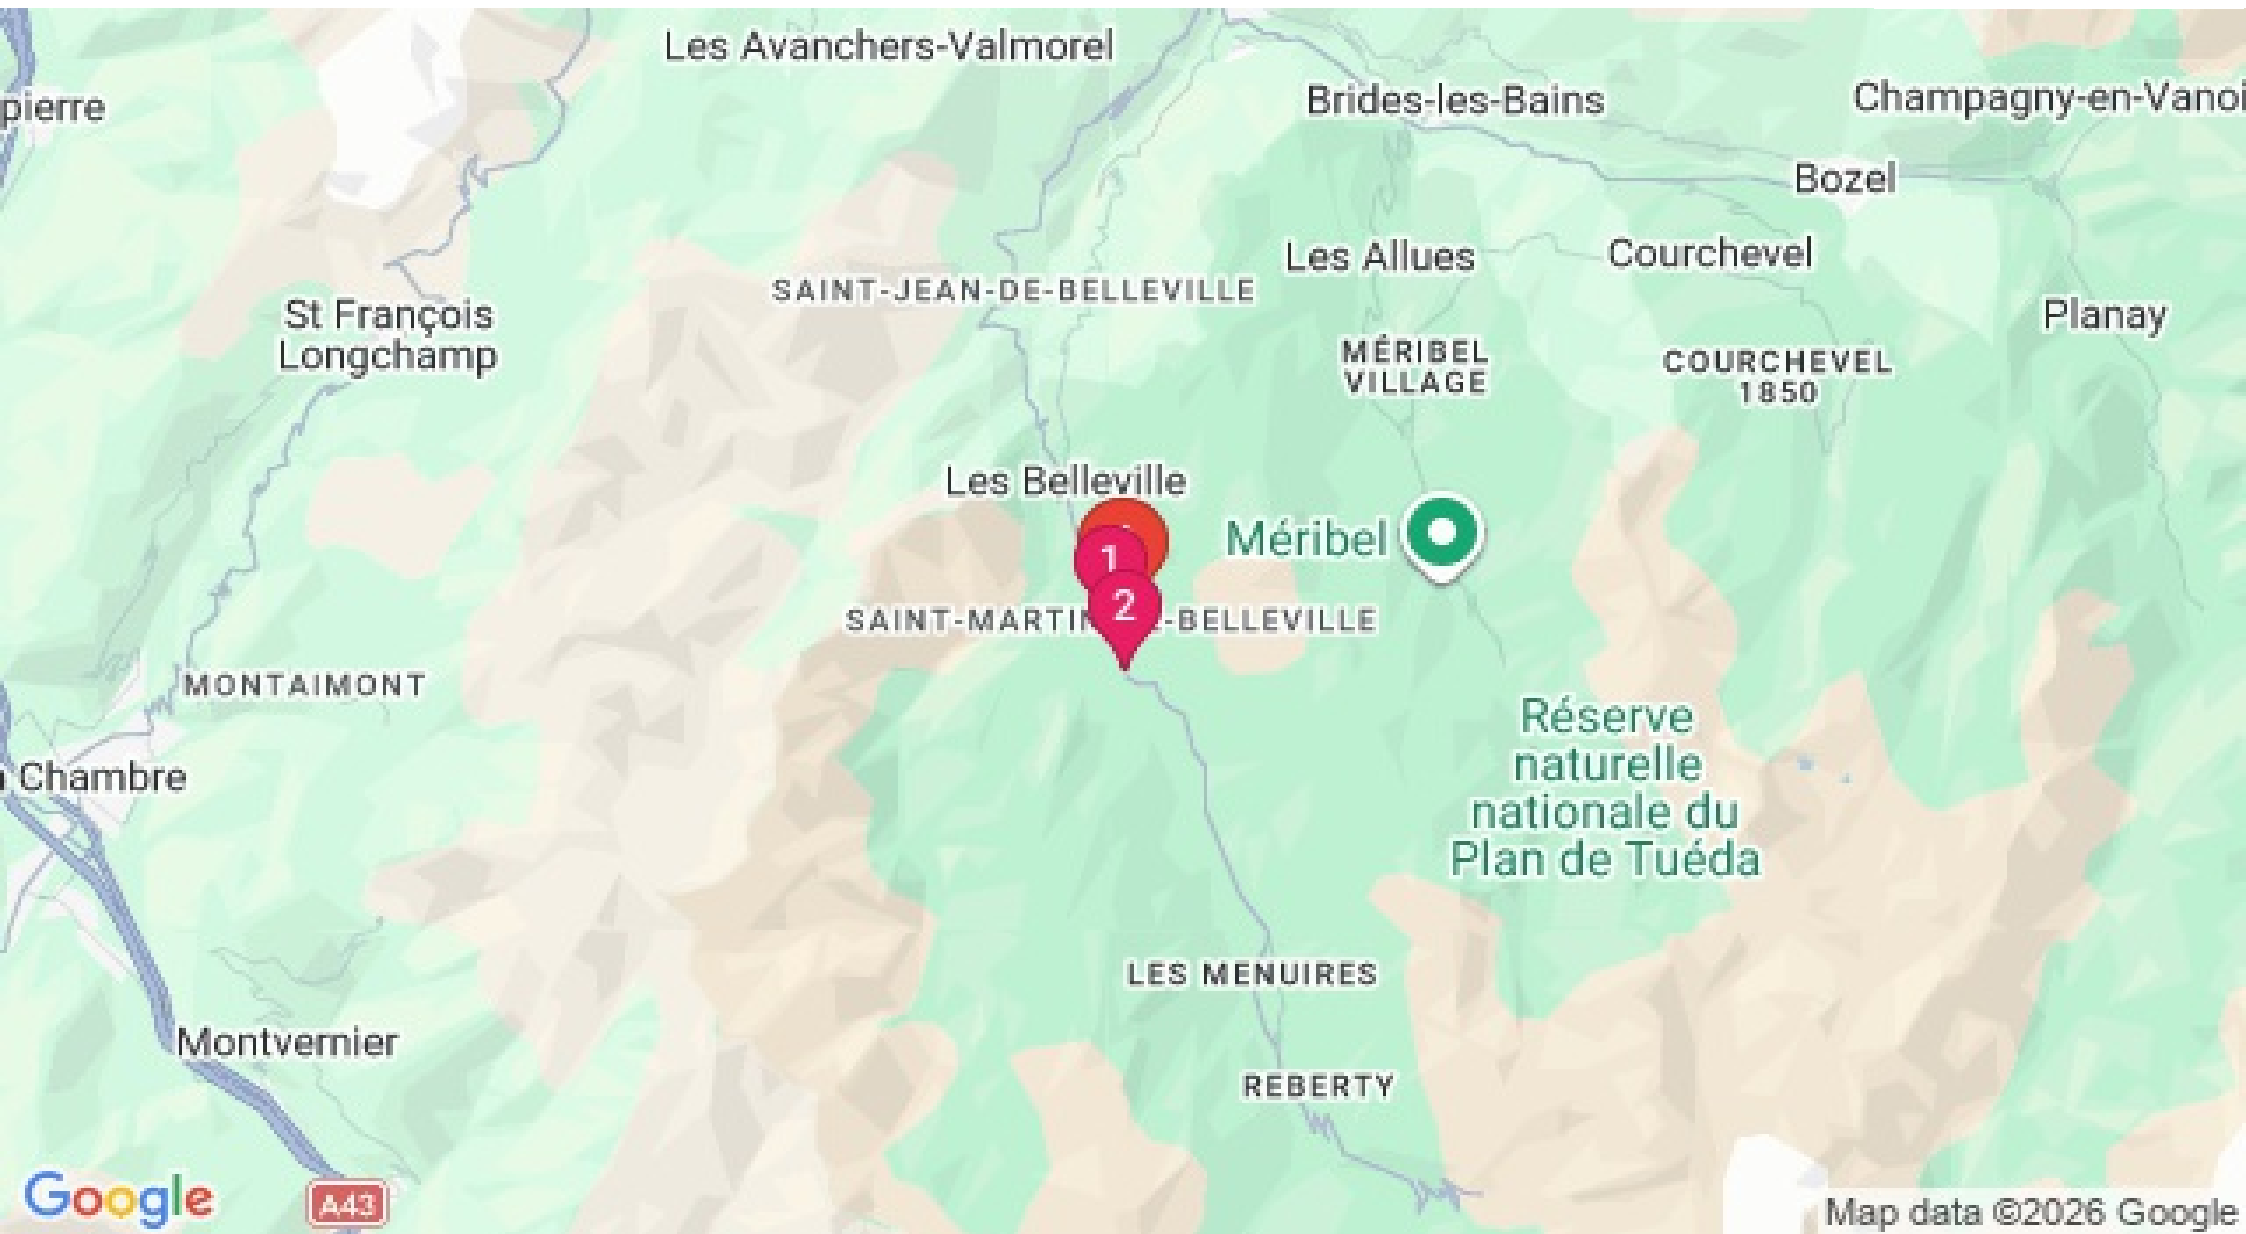 Les Avanchers-Valmorel
Brides-les-Bains
Champagny-en-Vanoi
pierre
Bozel
Les Allues
Courchevel
SAINT-JEAN-DE-BELLEVILLE
St François
Longchamp
Planay
MÉRIBEL
VILLAGE
COURCHEVEL
1850
Les Belleville
Méribel
1
2
SAINT-MARTIN E-BELLEVILLE
MONTAIMONT
Réserve
naturelle
nationale du
Plan de Tuéda
Chambre
LES MENUIRES
Montvernier
REBERTY
Google
A43
Map data ©2026 Google